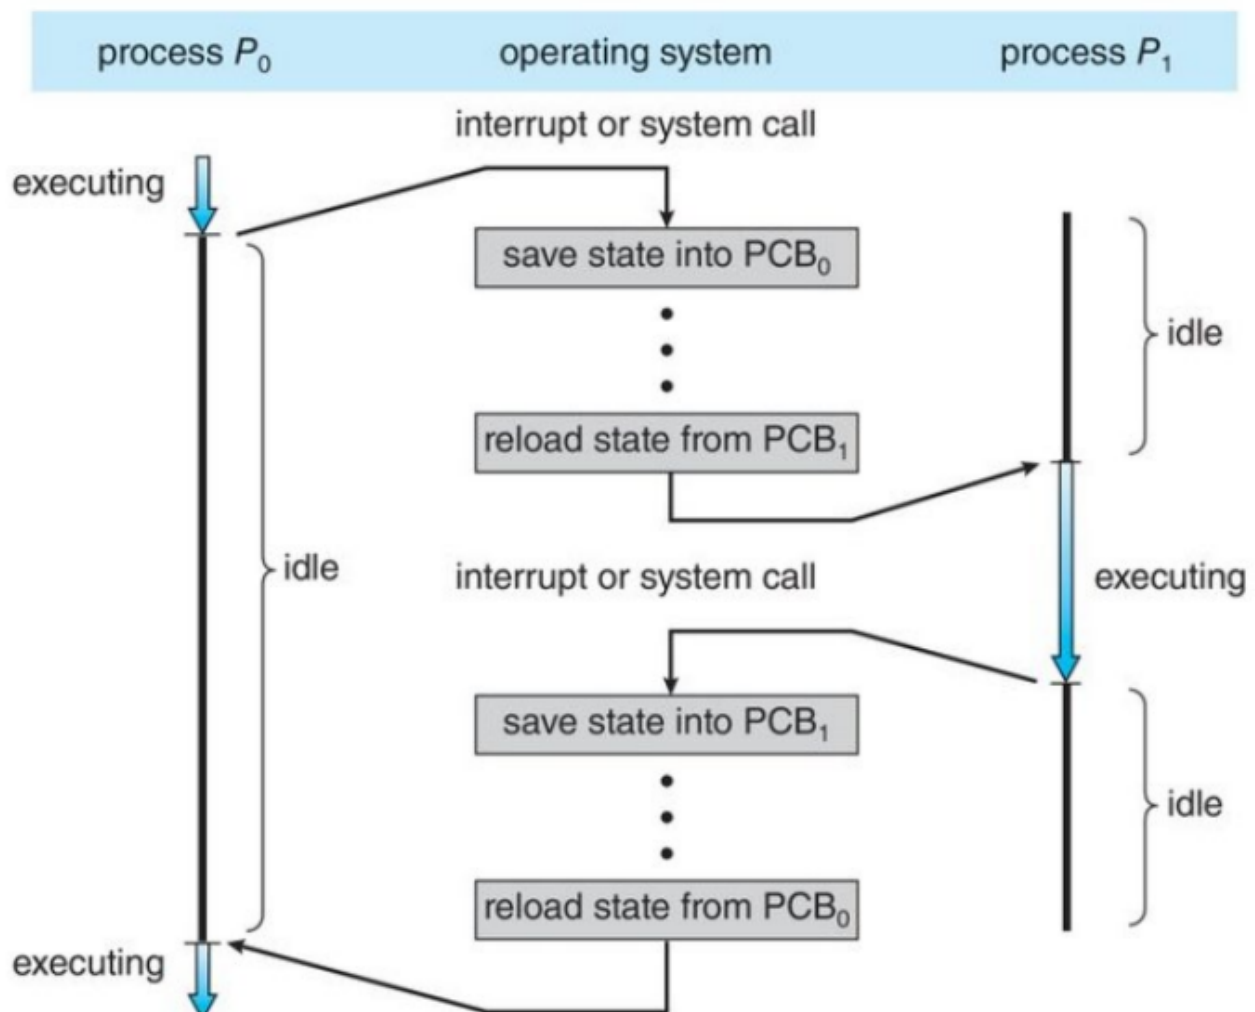 process P₀ operating system process P₁
interrupt or system call
executing
save state into PCB₀
idle
reload state from PCB₁
idle
interrupt or system call
executing
save state into PCB₁
idle
reload state from PCB₀
executing